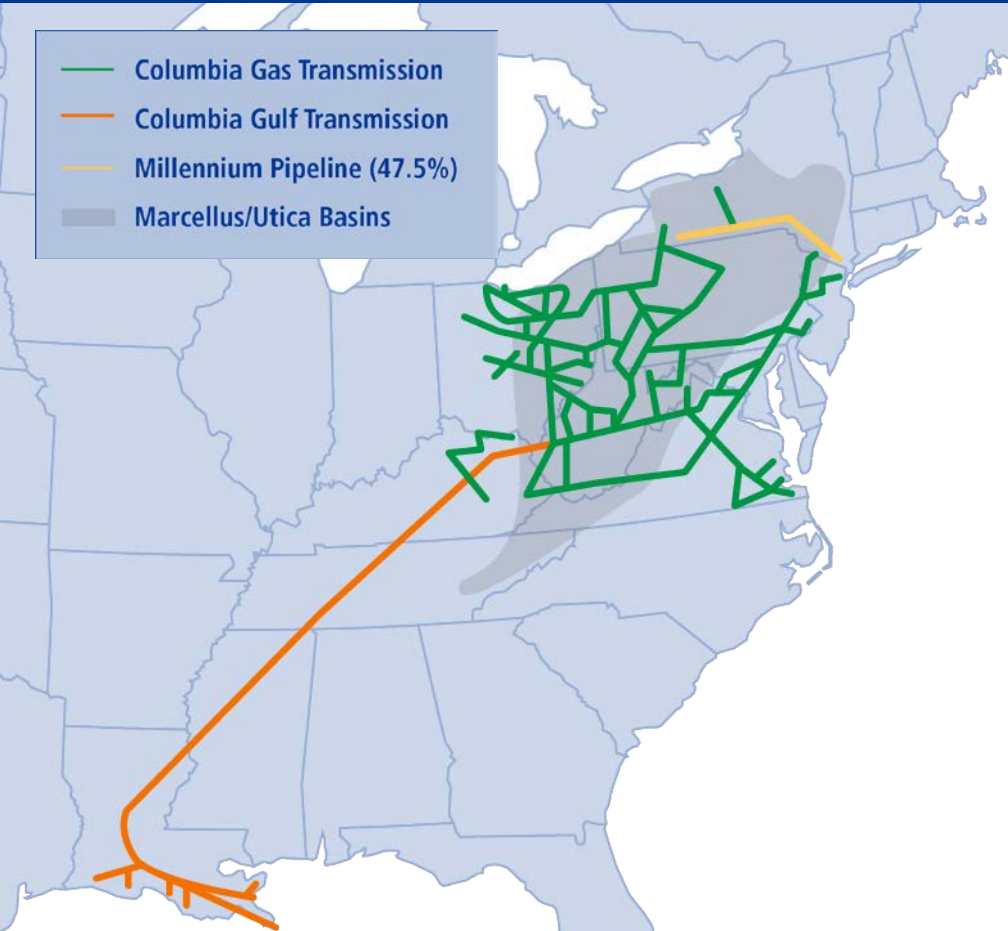 Columbia Gas Transmission
Columbia Gulf Transmission
Millennium Pipeline (47.5%)
Marcellus/Utica Basins